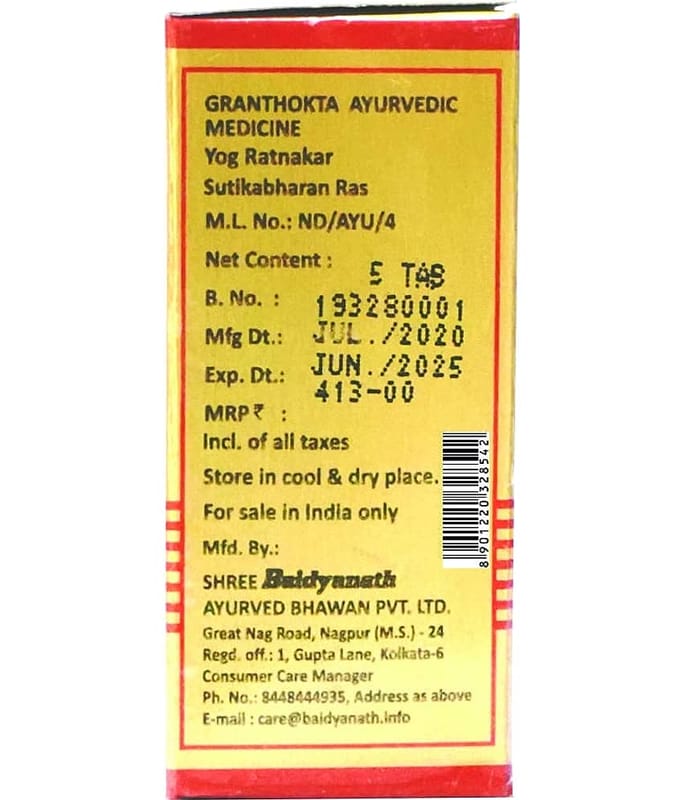 GRANTHOKTA AYURVEDIC
MEDICINE
Yog Ratnakar
Sutikabharan Ras
M.L. No.: ND/AYU/4
Net Content : 5 TAB
B. No. : 193280001
Mfg Dt.: JUL./2020
Exp. Dt.: JUN./2025
MRP₹ : 413-00
Incl. of all taxes
Store in cool & dry place.
For sale in India only
Mfd. By.:
SHREE Baidyanath
AYURVED BHAWAN PVT. LTD.
Great Nag Road, Nagpur (M.S.) - 24
Regd. off.: 1, Gupta Lane, Kolkata-6
Consumer Care Manager
Ph. No.: 8448444935, Address as above
E-mail : care@baidyanath.info
8901220328542